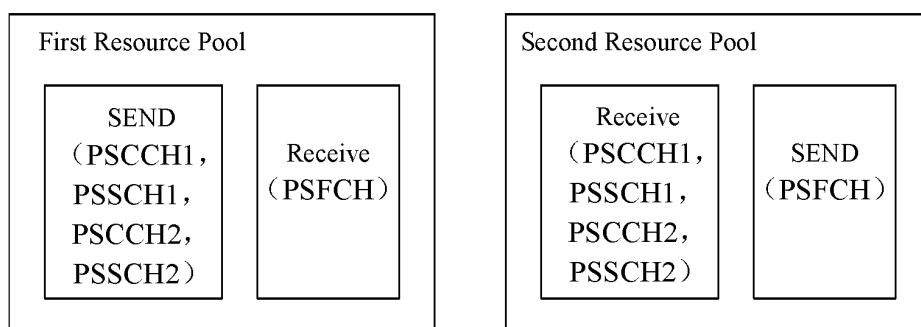 First Resource Pool
SEND
（PSCCH1，
PSSCH1，
PSCCH2，
PSSCH2）
Receive
（PSFCH）
Second Resource Pool
Receive
（PSCCH1，
PSSCH1，
PSCCH2，
PSSCH2）
SEND
（PSFCH）